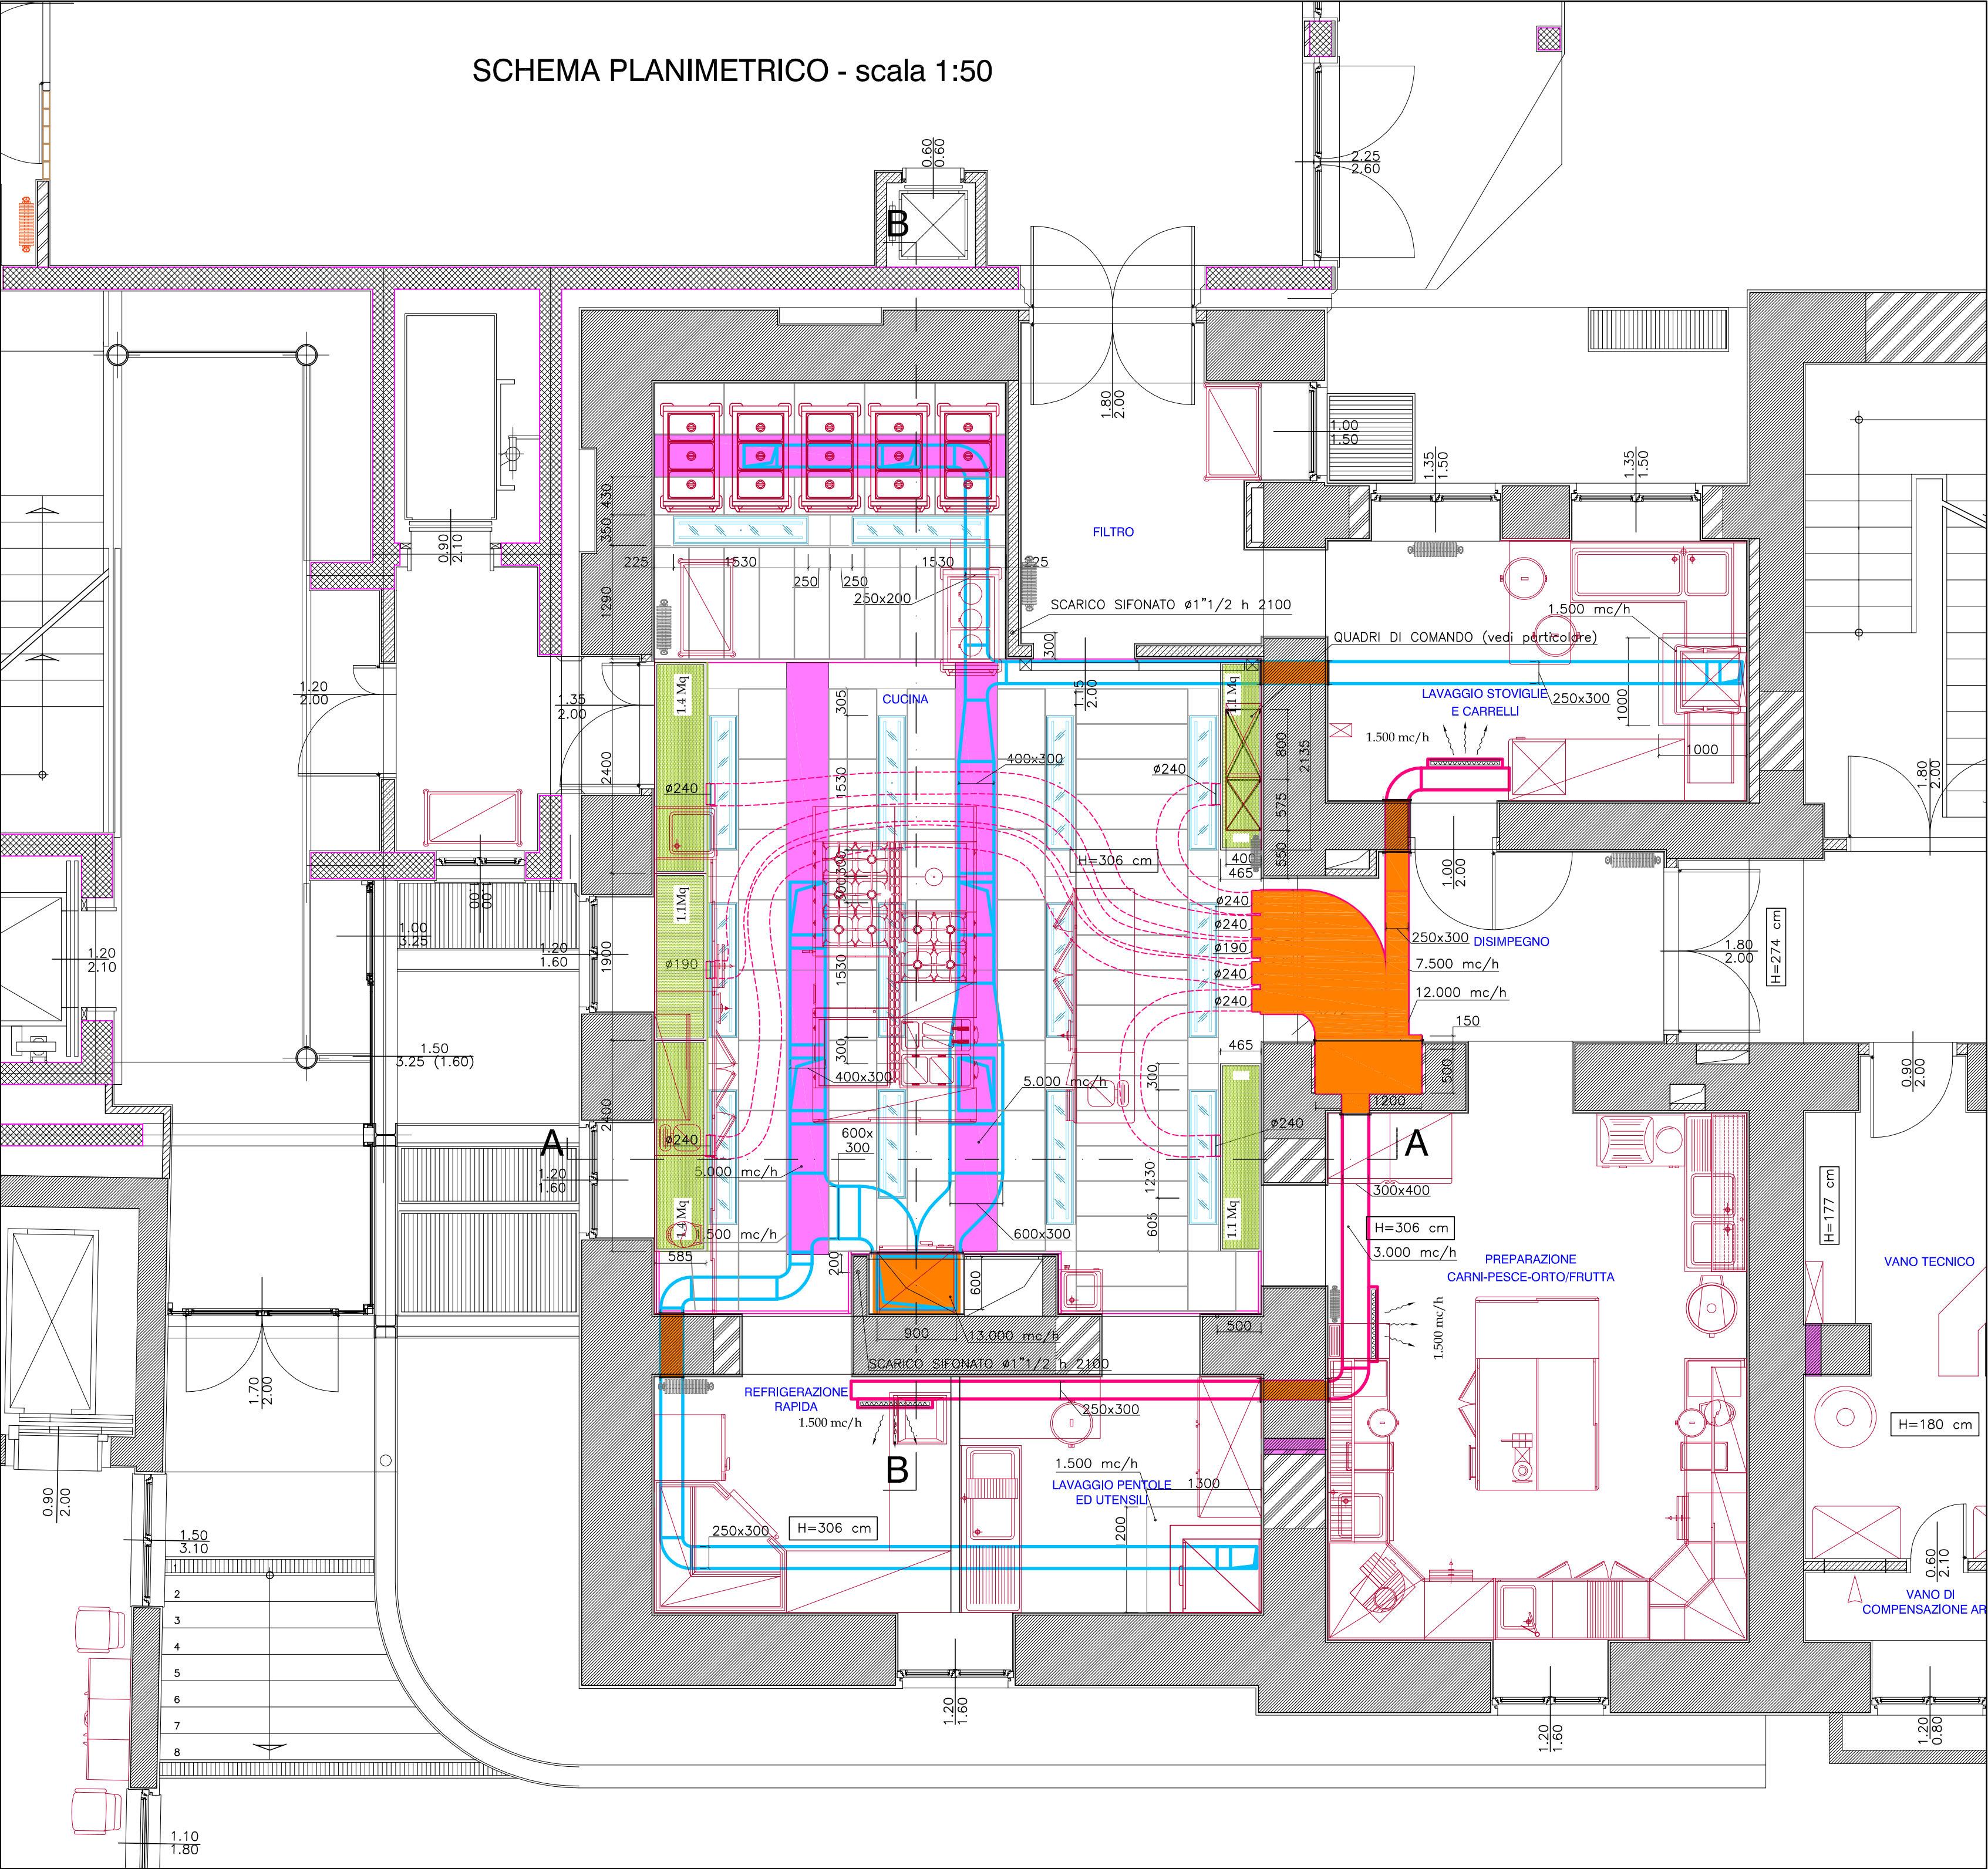 SCHEMA PLANIMETRICO - scala 1:50
0.60
0.60
2.25
2.60
B
1.80
2.00
1.00
1.50
1.35
1.50
1.35
1.50
0.90
2.10
430
350
FILTRO
225
1530
250
250
1530
225
250x200
1290
SCARICO SIFONATO ø1"1/2 h 2100
1.500 mc/h
300
QUADRI DI COMANDO (vedi particolare)
1.20
2.00
1.35
2.00
1.4 Mq
305
CUCINA
1.15
2.00
1.1 Mq
LAVAGGIO STOVIGLIE
E CARRELLI
250x300
1000
1.500 mc/h
1000
2400
ø240
1530
400x300
ø240
800
2135
575
1.80
2.00
550
300
300
H=306 cm
400
465
1.00
2.00
1.00
1.00
3.25
1.20
1.60
1.1Mq
1900
ø190
1530
ø240
ø240
ø190
ø240
ø240
250x300
DISIMPEGNO
7.500 mc/h
12.000 mc/h
1.80
2.00
H=274 cm
1.20
2.10
1.50
3.25 (1.60)
150
300
400x300
465
300
500
5.000 mc/h
1200
0.90
2.00
2400
A
1.20
1.60
ø240
600x
300
ø240
A
5.000 mc/h
1230
300x400
H=177 cm
1.4 Mq
1.500 mc/h
600x300
605
1.1 Mq
H=306 cm
3.000 mc/h
585
200
600
PREPARAZIONE
CARNI-PESCE-ORTO/FRUTTA
VANO TECNICO
900
13.000 mc/h
500
1.500 mc/h
SCARICO SIFONATO ø1"1/2 h 2100
1.70
2.00
REFRIGERAZIONE
RAPIDA
1.500 mc/h
250x300
H=180 cm
B
1.500 mc/h
LAVAGGIO PENTOLE
ED UTENSILI
1300
0.90
2.00
1.50
3.10
250x300
H=306 cm
1200
0.60
2.10
1
2
3
4
5
6
7
8
VANO DI
COMPENSAZIONE AR
1.20
1.60
1.20
1.60
1.20
0.80
1.10
1.80